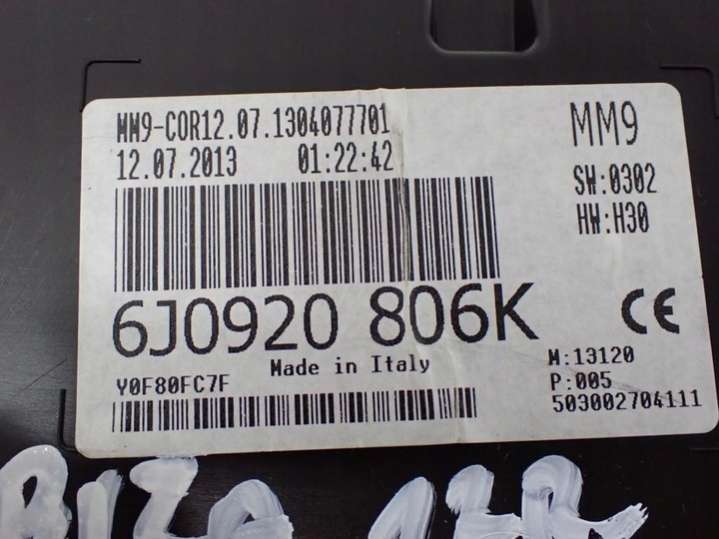 MM9-COR12.07.1304077701
12.07.2013 01:22:42
MM9
SW:0302
HW:H30
6J0920 806K
CE
Made in Italy
Y0F80FC7F
M:13120
P:005
503002704111